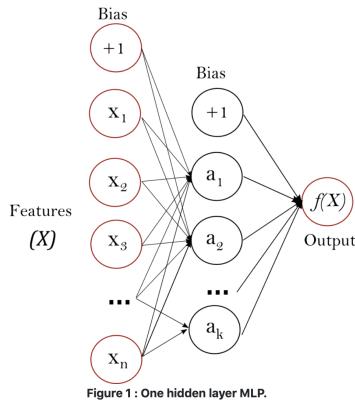 Bias
+1
x1
x2
x3
...
xn
Features
(X)
Bias
+1
a1
a2
...
ak
f(X)
Output
Figure 1 : One hidden layer MLP.